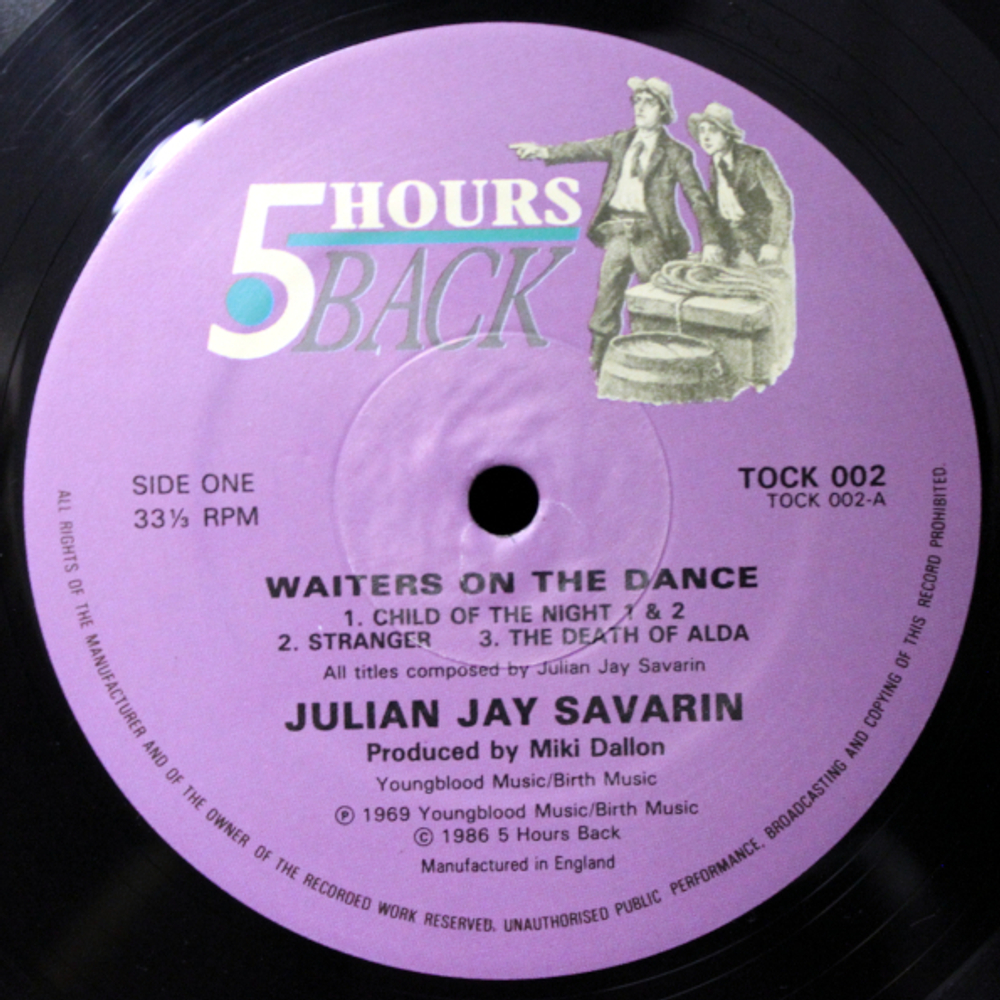 5 HOURS
BACK
SIDE ONE
33⅓ RPM
TOCK 002
TOCK 002-A
WAITERS ON THE DANCE
1. CHILD OF THE NIGHT 1 & 2
2. STRANGER 3. THE DEATH OF ALDA
All titles composed by Julian Jay Savarin
JULIAN JAY SAVARIN
Produced by Miki Dallon
Youngblood Music/Birth Music
Ⓟ 1969 Youngblood Music/Birth Music
© 1986 5 Hours Back
Manufactured in England
ALL RIGHTS OF THE MANUFACTURER AND OF THE OWNER OF THE RECORDED WORK RESERVED. UNAUTHORISED PUBLIC PERFORMANCE, BROADCASTING AND COPYING OF THIS RECORD PROHIBITED.